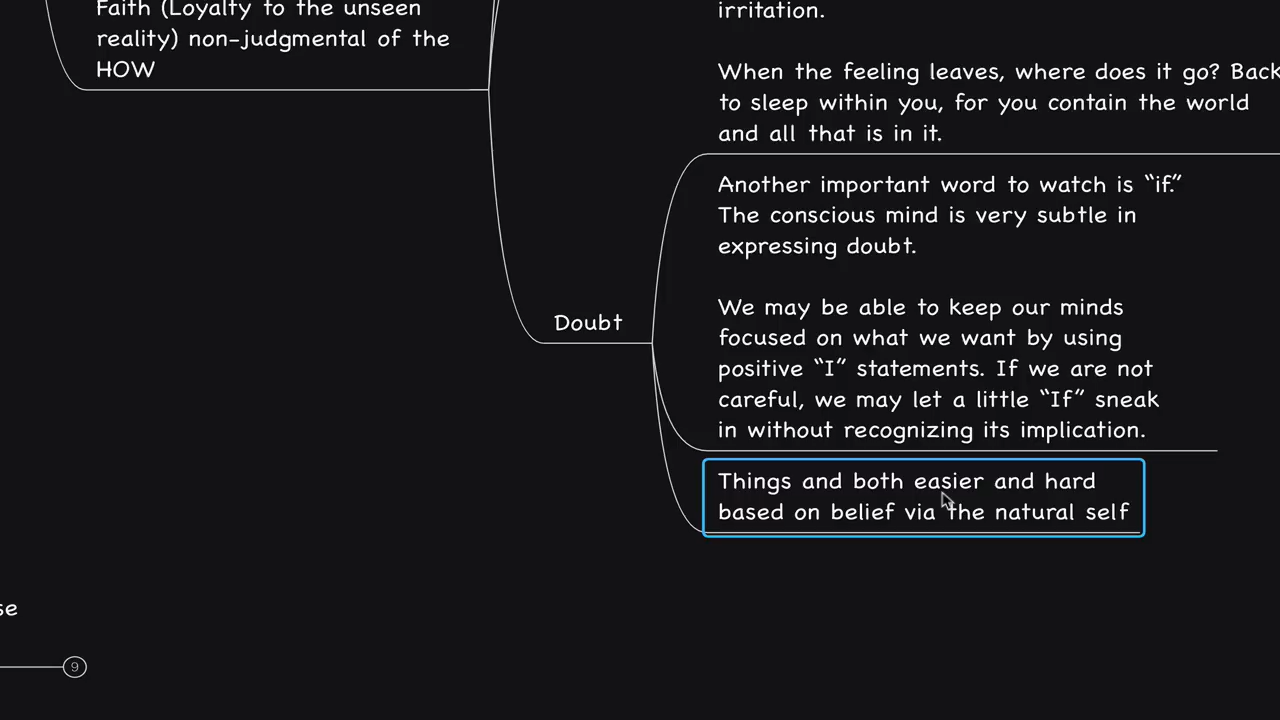 Faith (Loyalty to the unseen
reality) non-judgmental of the
HOW
irritation.
When the feeling leaves, where does it go? Back
to sleep within you, for you contain the world
and all that is in it.
Doubt
Another important word to watch is “if.”
The conscious mind is very subtle in
expressing doubt.
We may be able to keep our minds
focused on what we want by using
positive “I” statements. If we are not
careful, we may let a little “If” sneak
in without recognizing its implication.
Things and both easier and hard
based on belief via the natural self
se
9